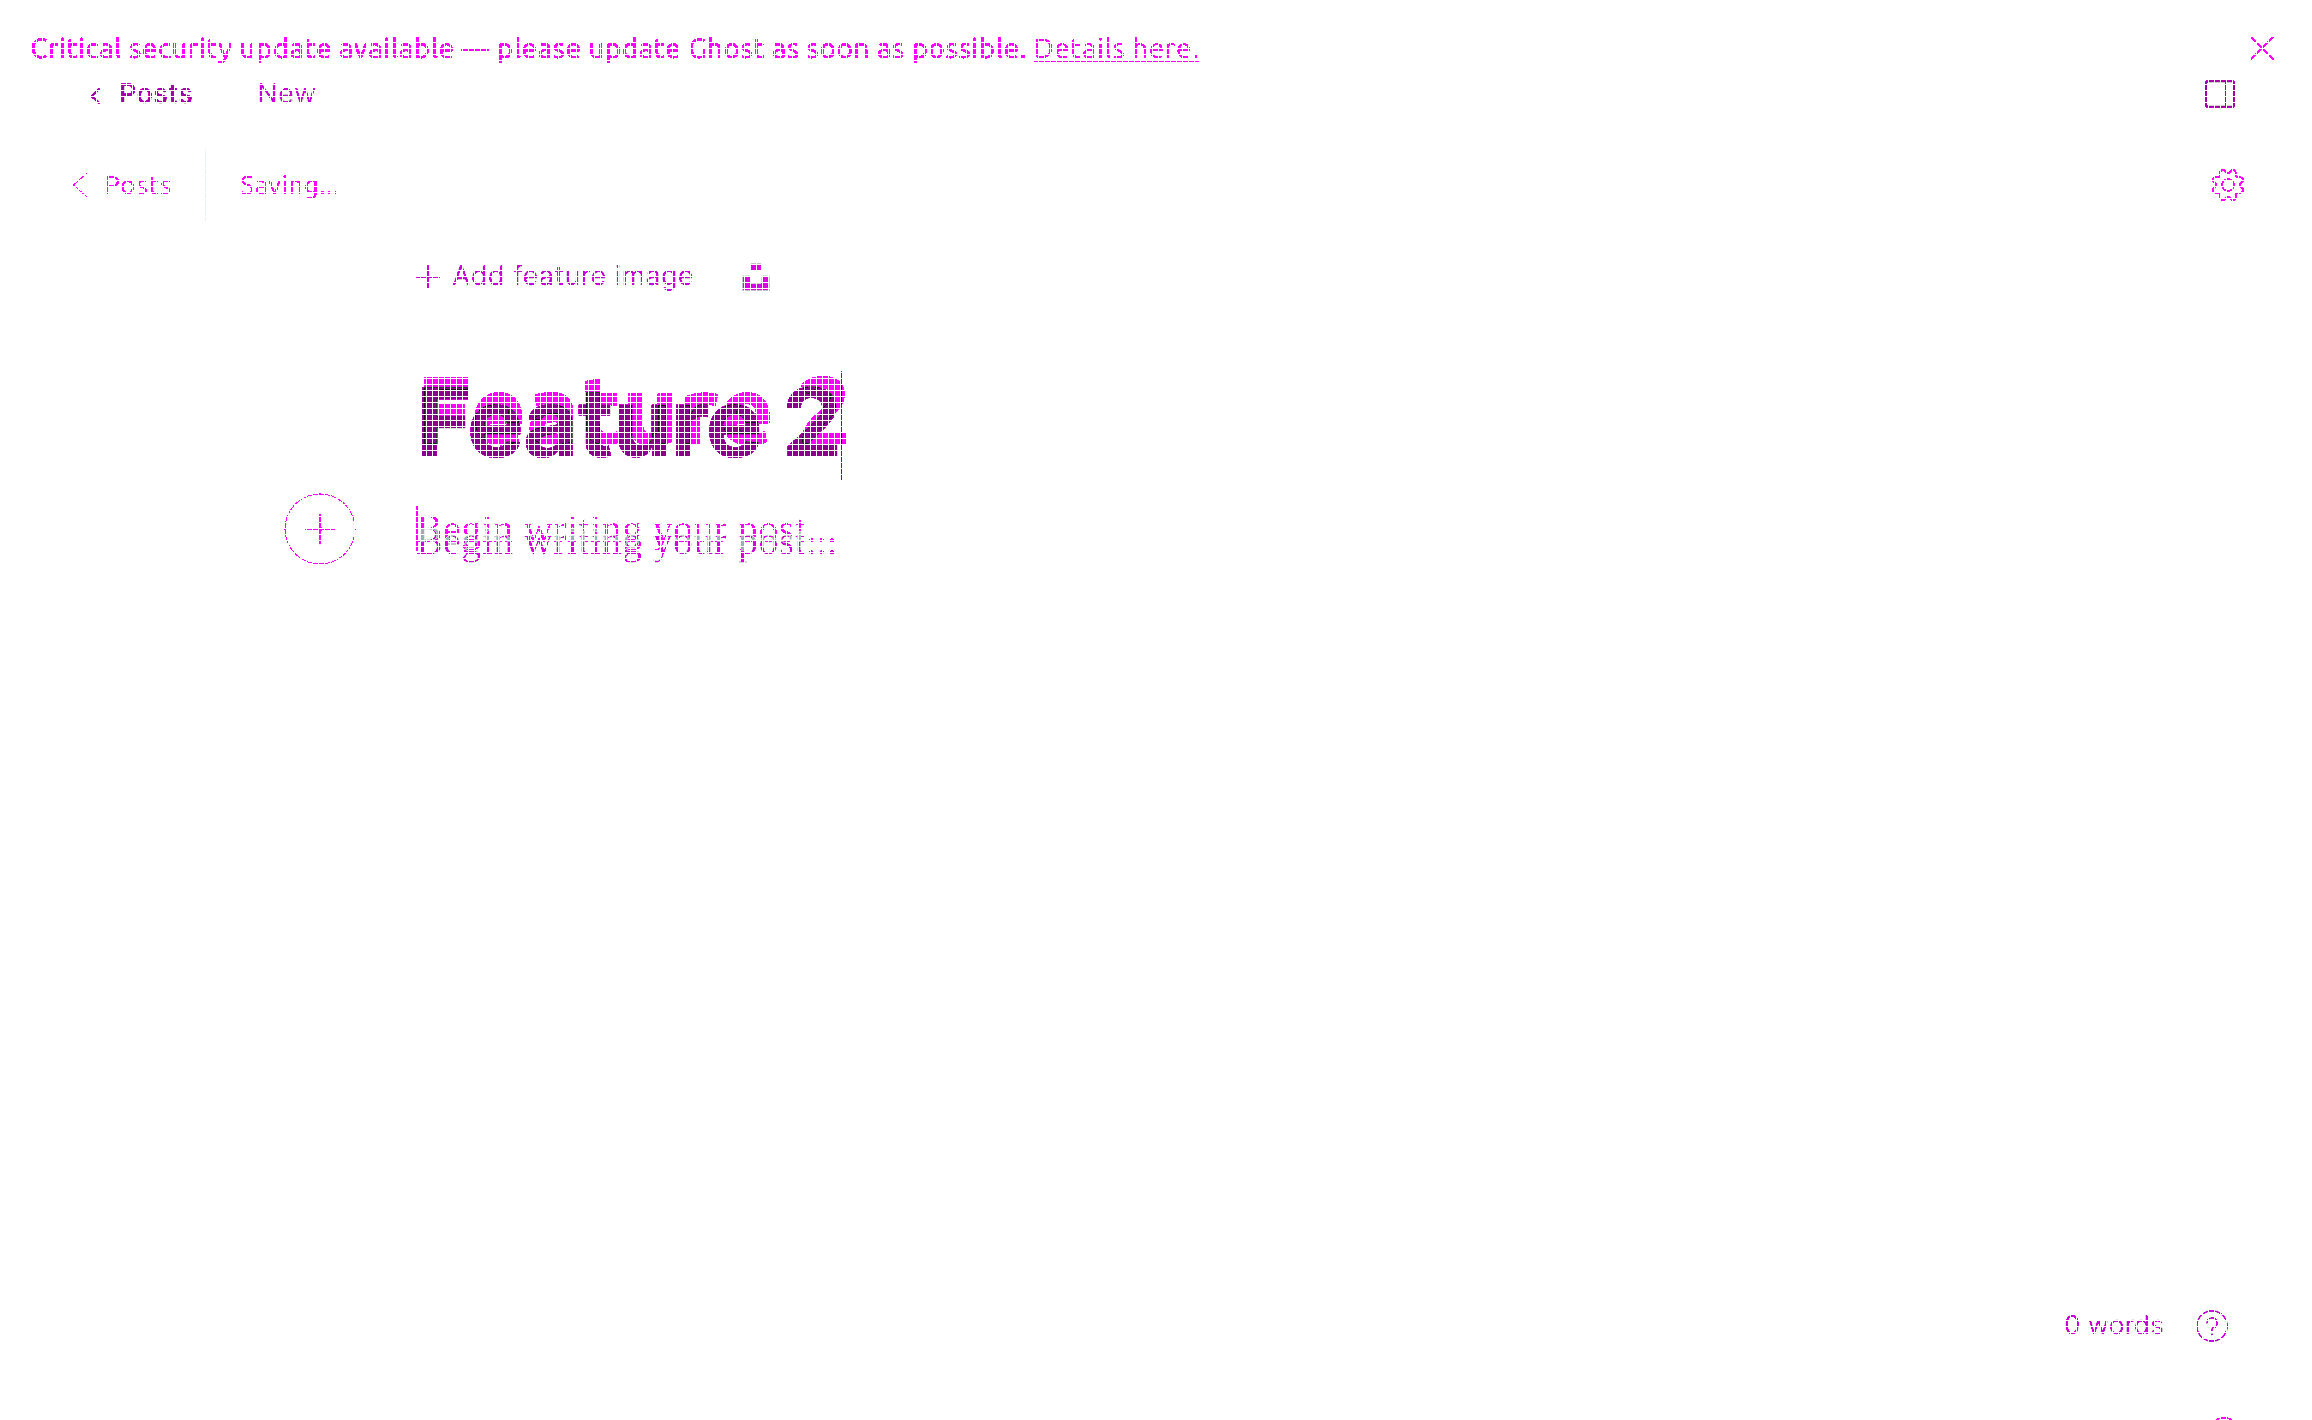 Critical security update available — please update Ghost as soon as possible. Details here.
Posts New
Posts Saving...
Add feature image
Feature 2
Begin writing your post...
0 words